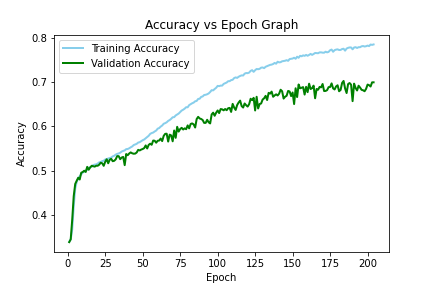 Accuracy vs Epoch Graph
Training Accuracy
Validation Accuracy
0.8
0.7
0.6
0.5
0.4
Accuracy
0 25 50 75 100 125 150 175 200
Epoch